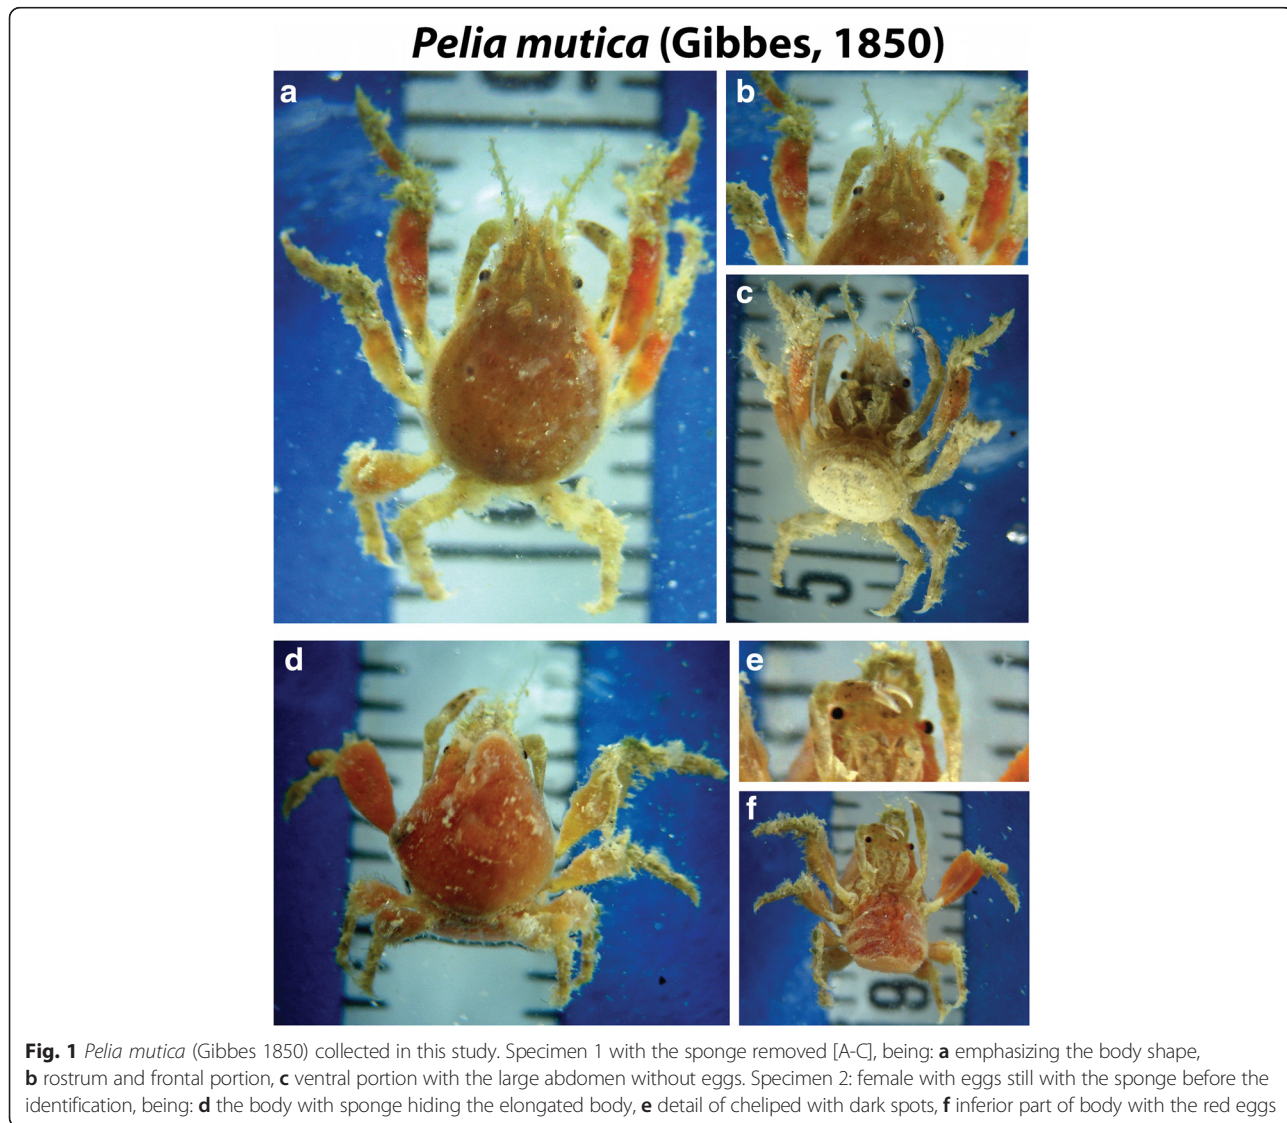 Pelia mutica (Gibbes, 1850)
a
b
c
5
d
e
f
Fig. 1 Pelia mutica (Gibbes 1850) collected in this study. Specimen 1 with the sponge removed [A-C], being: a emphasizing the body shape,
b rostrum and frontal portion, c ventral portion with the large abdomen without eggs. Specimen 2: female with eggs still with the sponge before the
identification, being: d the body with sponge hiding the elongated body, e detail of cheliped with dark spots, f inferior part of body with the red eggs